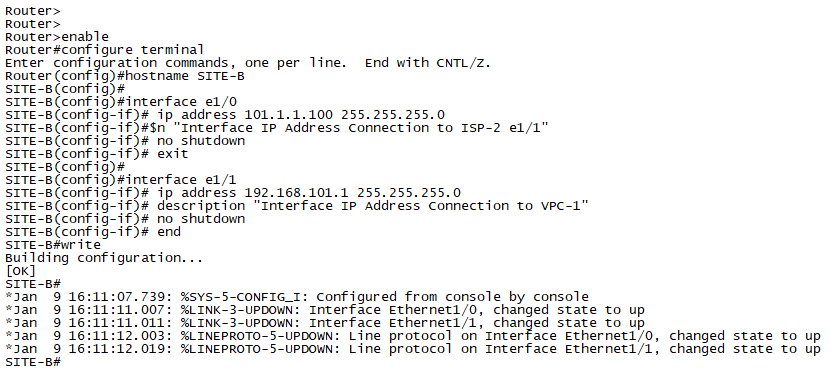 Router>
Router>
Router>enable
Router#configure terminal
Enter configuration commands, one per line.  End with CNTL/Z.
Router(config)#hostname SITE-B
SITE-B(config)#
SITE-B(config)#interface e1/0
SITE-B(config-if)# ip address 101.1.1.100 255.255.255.0
SITE-B(config-if)#$n "Interface IP Address Connection to ISP-2 e1/1"
SITE-B(config-if)# no shutdown
SITE-B(config-if)# exit
SITE-B(config)#
SITE-B(config)#interface e1/1
SITE-B(config-if)# ip address 192.168.101.1 255.255.255.0
SITE-B(config-if)# description "Interface IP Address Connection to VPC-1"
SITE-B(config-if)# no shutdown
SITE-B(config-if)# end
SITE-B#write
Building configuration...
[OK]
SITE-B#
*Jan  9 16:11:07.739: %SYS-5-CONFIG_I: Configured from console by console
*Jan  9 16:11:11.007: %LINK-3-UPDOWN: Interface Ethernet1/0, changed state to up
*Jan  9 16:11:11.011: %LINK-3-UPDOWN: Interface Ethernet1/1, changed state to up
*Jan  9 16:11:12.003: %LINEPROTO-5-UPDOWN: Line protocol on Interface Ethernet1/0, changed state to up
*Jan  9 16:11:12.019: %LINEPROTO-5-UPDOWN: Line protocol on Interface Ethernet1/1, changed state to up
SITE-B#